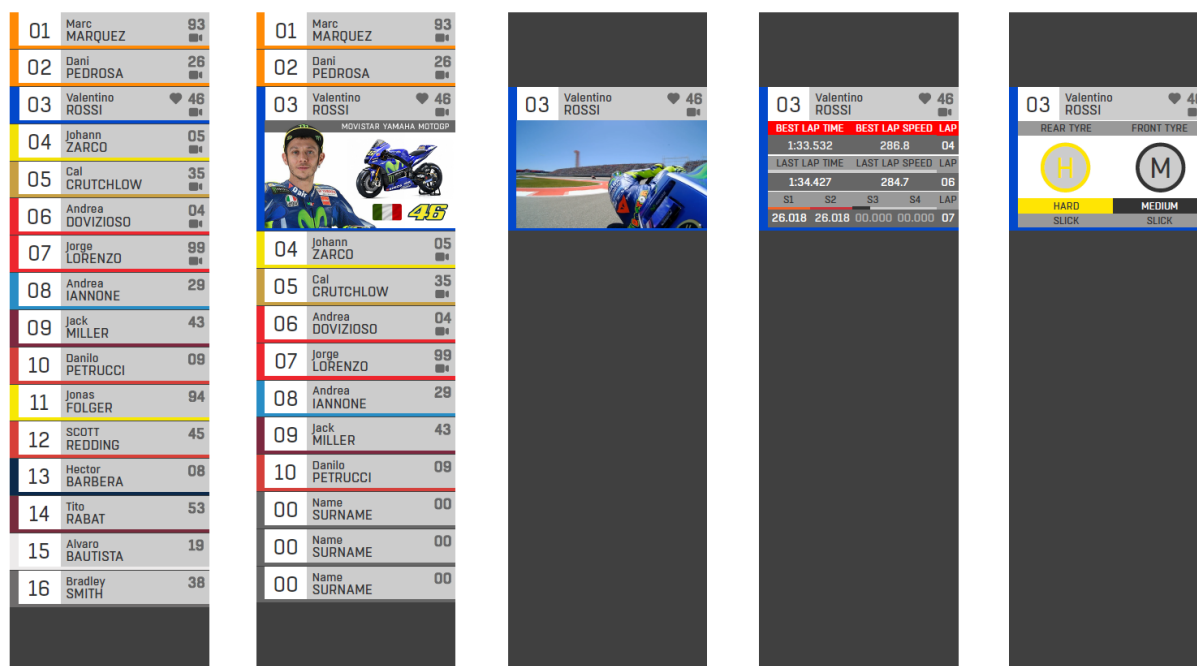 01 Marc 93
MARQUEZ
02 Dani 26
PEDROSA
03 Valentino 46
ROSSI
04 Johann 05
ZARCO
05 Cal 35
CRUTCHLOW
06 Andrea 04
DOVIZIOSO
07 Jorge 99
LORENZO
08 Andrea 29
IANNONE
09 Jack 43
MILLER
10 Danilo 09
PETRUCCI
11 Jonas 94
FOLGER
12 SCOTT 45
REDDING
13 Hector 08
BARBERA
14 Tito 53
RABAT
15 Alvaro 19
BAUTISTA
16 Bradley 38
SMITH
01 Marc 93
MARQUEZ
02 Dani 26
PEDROSA
03 Valentino 46
ROSSI
MOVISTAR YAMAHA MOTOGP
46
04 Johann 05
ZARCO
05 Cal 35
CRUTCHLOW
06 Andrea 04
DOVIZIOSO
07 Jorge 99
LORENZO
08 Andrea 29
IANNONE
09 Jack 43
MILLER
10 Danilo 09
PETRUCCI
00 Name 00
SURNAME
00 Name 00
SURNAME
00 Name 00
SURNAME
03 Valentino 46
ROSSI
03 Valentino 46
ROSSI
BEST LAP TIME BEST LAP SPEED LAP
1:33.532 286.8 04
LAST LAP TIME LAST LAP SPEED LAP
1:34.427 284.7 06
S1 S2 S3 S4 LAP
26.018 26.018 00.000 00.000 07
03 Valentino 46
ROSSI
REAR TYRE FRONT TYRE
H M
HARD MEDIUM
SLICK SLICK